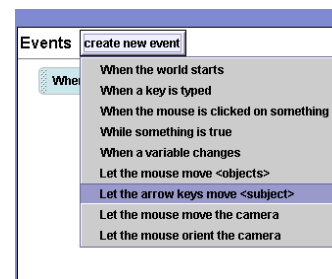 Events create new event
When
When the world starts
When a key is typed
When the mouse is clicked on something
While something is true
When a variable changes
Let the mouse move <objects>
Let the arrow keys move <subject>
Let the mouse move the camera
Let the mouse orient the camera